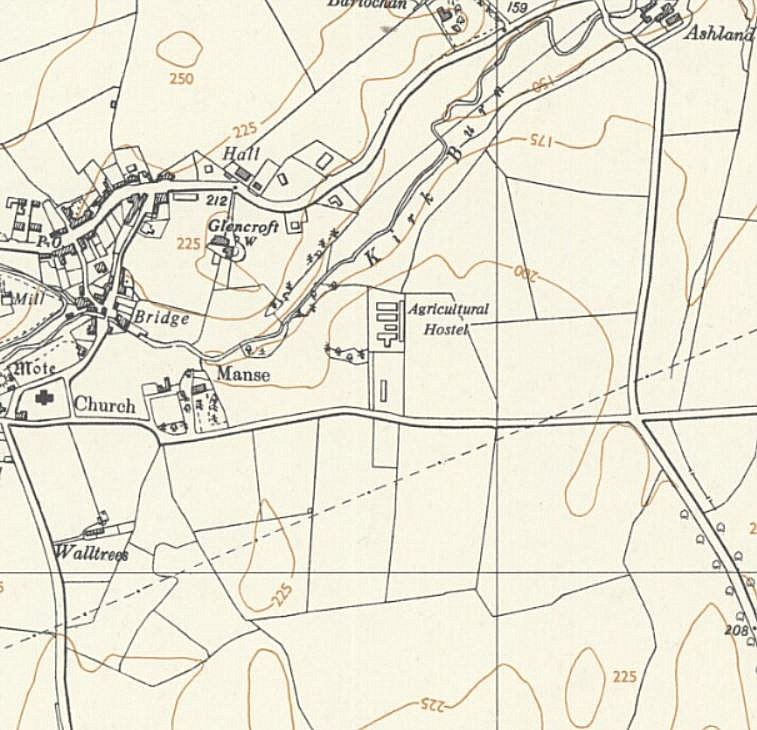 Barlochan
159
Ashland
250
150
225
175
Hall
Burn
212
Glencroft
W
225
Kirk
P.O
200
Mill
Bridge
Agricultural
Hostel
Mote
Manse
Church
Walltrees
225
208
225
225